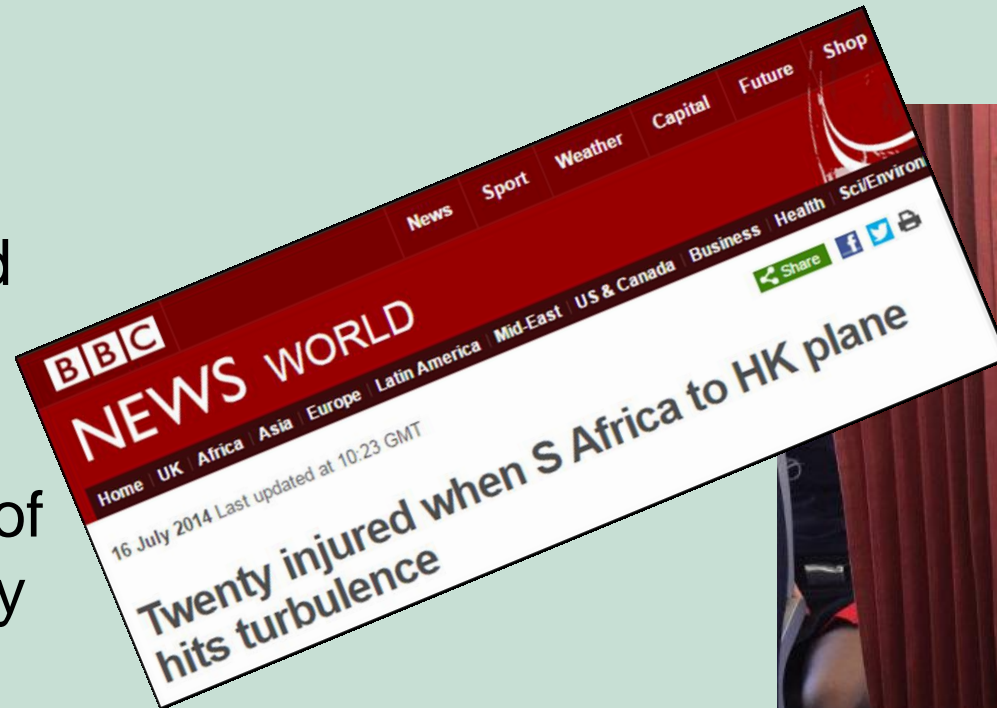 News Sport Weather Capital Future Shop
BBC
NEWS WORLD
Home UK Africa Asia Europe Latin America Mid-East US & Canada Business Health Sci/Environ
Share
16 July 2014 Last updated at 10:23 GMT
Twenty injured when S Africa to HK plane
hits turbulence
d
of
y